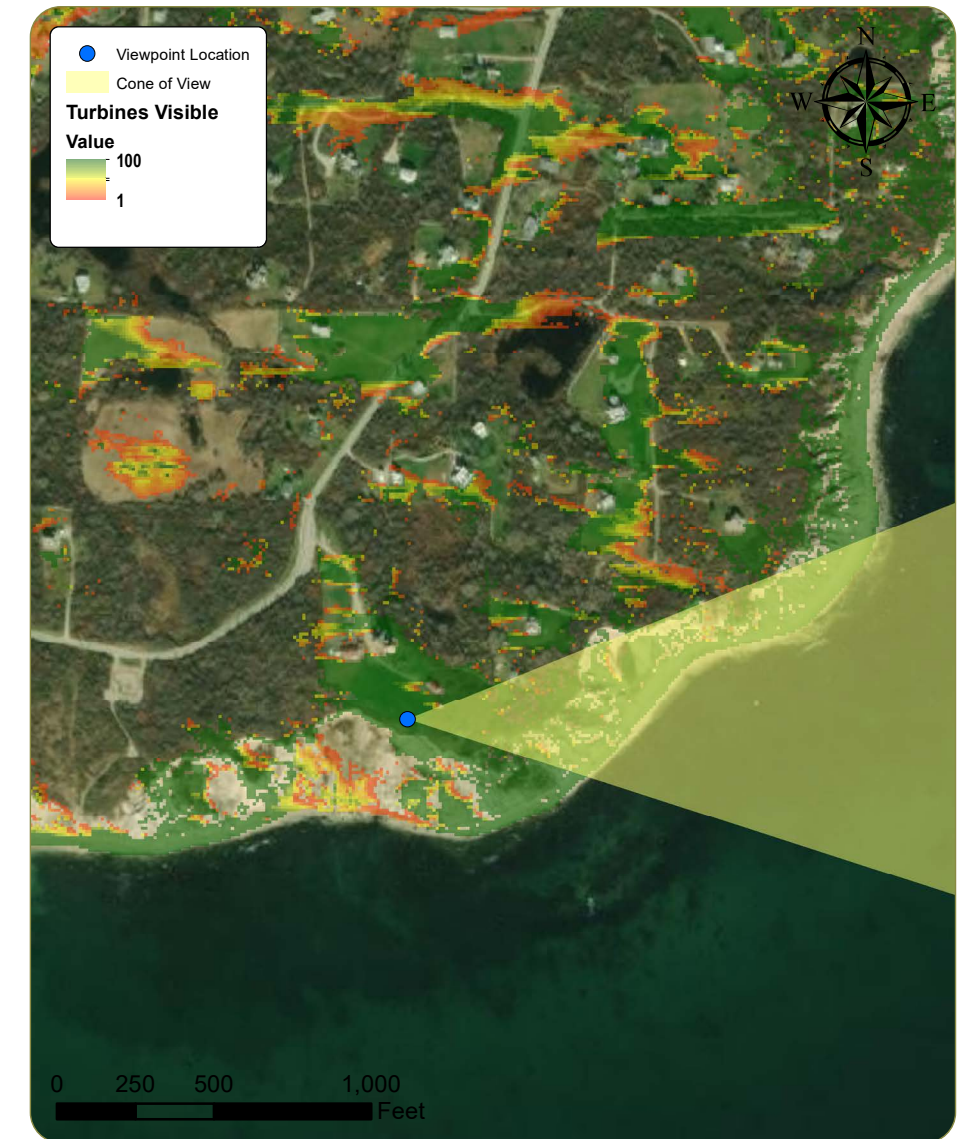 Viewpoint Location
Cone of View
Turbines Visible
Value
100
1
N
W E
S
0 250 500 1,000
Feet